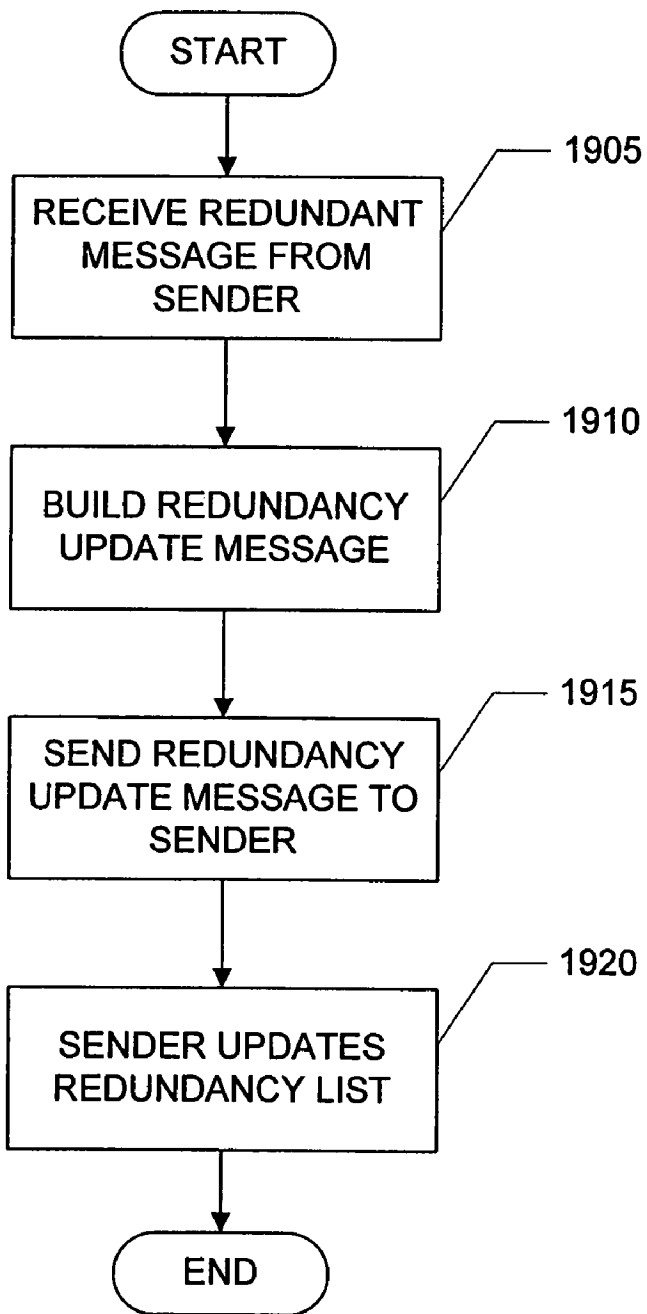 START
1905
RECEIVE REDUNDANT
MESSAGE FROM
SENDER
1910
BUILD REDUNDANCY
UPDATE MESSAGE
1915
SEND REDUNDANCY
UPDATE MESSAGE TO
SENDER
1920
SENDER UPDATES
REDUNDANCY LIST
END